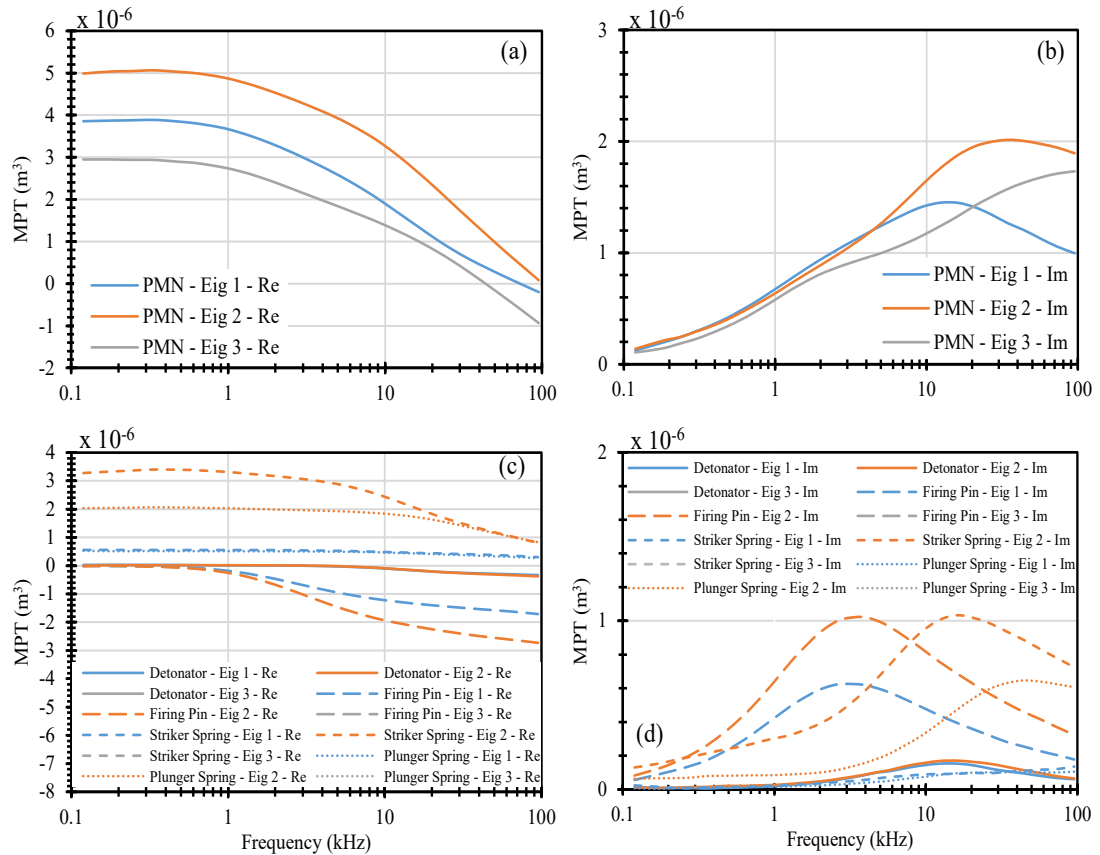 x 10-6
(a)
6
5
4
3
2
1
0
-1
-2
MPT (m³)
PMN - Eig 1 - Re
PMN - Eig 2 - Re
PMN - Eig 3 - Re
0.1 1 10 100
x 10-6
(b)
3
2
1
0
MPT (m³)
PMN - Eig 1 - Im
PMN - Eig 2 - Im
PMN - Eig 3 - Im
0.1 1 10 100
x 10-6
(c)
4
3
2
1
0
-1
-2
-3
-4
-5
-6
-7
-8
MPT (m³)
Detonator - Eig 1 - Re Detonator - Eig 2 - Re
Detonator - Eig 3 - Re Firing Pin - Eig 1 - Re
Firing Pin - Eig 2 - Re Firing Pin - Eig 3 - Re
Striker Spring - Eig 1 - Re Striker Spring - Eig 2 - Re
Striker Spring - Eig 3 - Re Plunger Spring - Eig 1 - Re
Plunger Spring - Eig 2 - Re Plunger Spring - Eig 3 - Re
0.1 1 10 100
Frequency (kHz)
x 10-6
2
1
0
MPT (m³)
Detonator - Eig 1 - Im Detonator - Eig 2 - Im
Detonator - Eig 3 - Im Firing Pin - Eig 1 - Im
Firing Pin - Eig 2 - Im Firing Pin - Eig 3 - Im
Striker Spring - Eig 1 - Im Striker Spring - Eig 2 - Im
Striker Spring - Eig 3 - Im Plunger Spring - Eig 1 - Im
Plunger Spring - Eig 2 - Im Plunger Spring - Eig 3 - Im
(d)
0.1 1 10 100
Frequency (kHz)